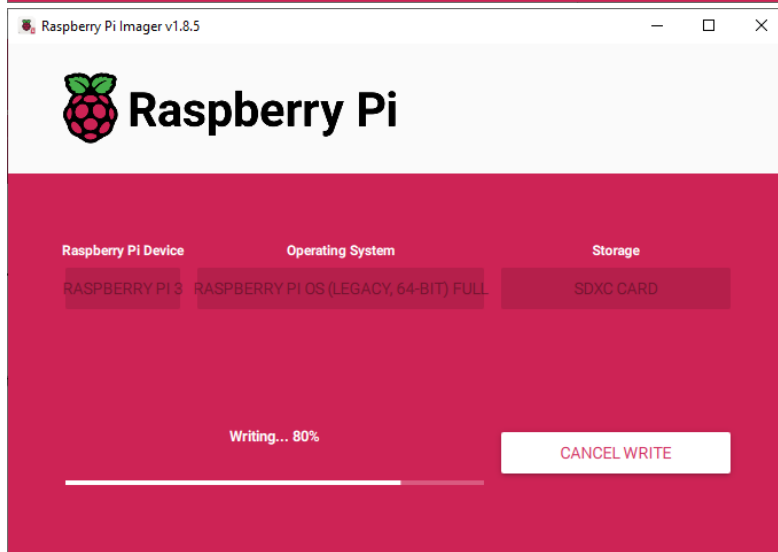 Raspberry Pi Imager v1.8.5
Raspberry Pi
Raspberry Pi Device
Operating System
Storage
RASPBERRY PI 3
RASPBERRY PI OS (LEGACY, 64-BIT) FULL
SDXC CARD
Writing... 80%
CANCEL WRITE